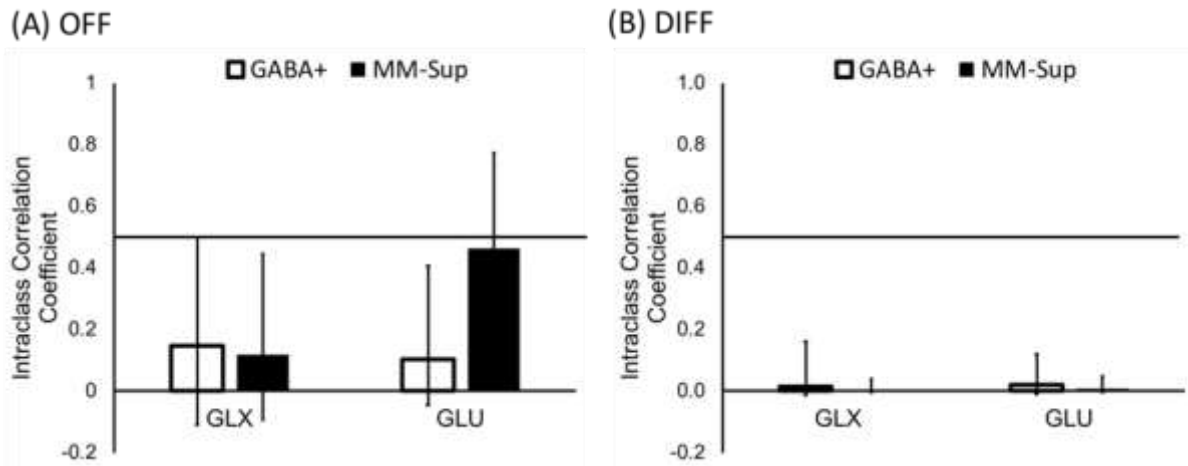 (A) OFF
GABA+ MM-Sup
1
0.8
0.6
0.4
0.2
0
-0.2
Intraclass Correlation
Coefficient
GLX GLU
(B) DIFF
GABA+ MM-Sup
1.0
0.8
0.6
0.4
0.2
0.0
-0.2
Intraclass Correlation
Coefficient
GLX GLU